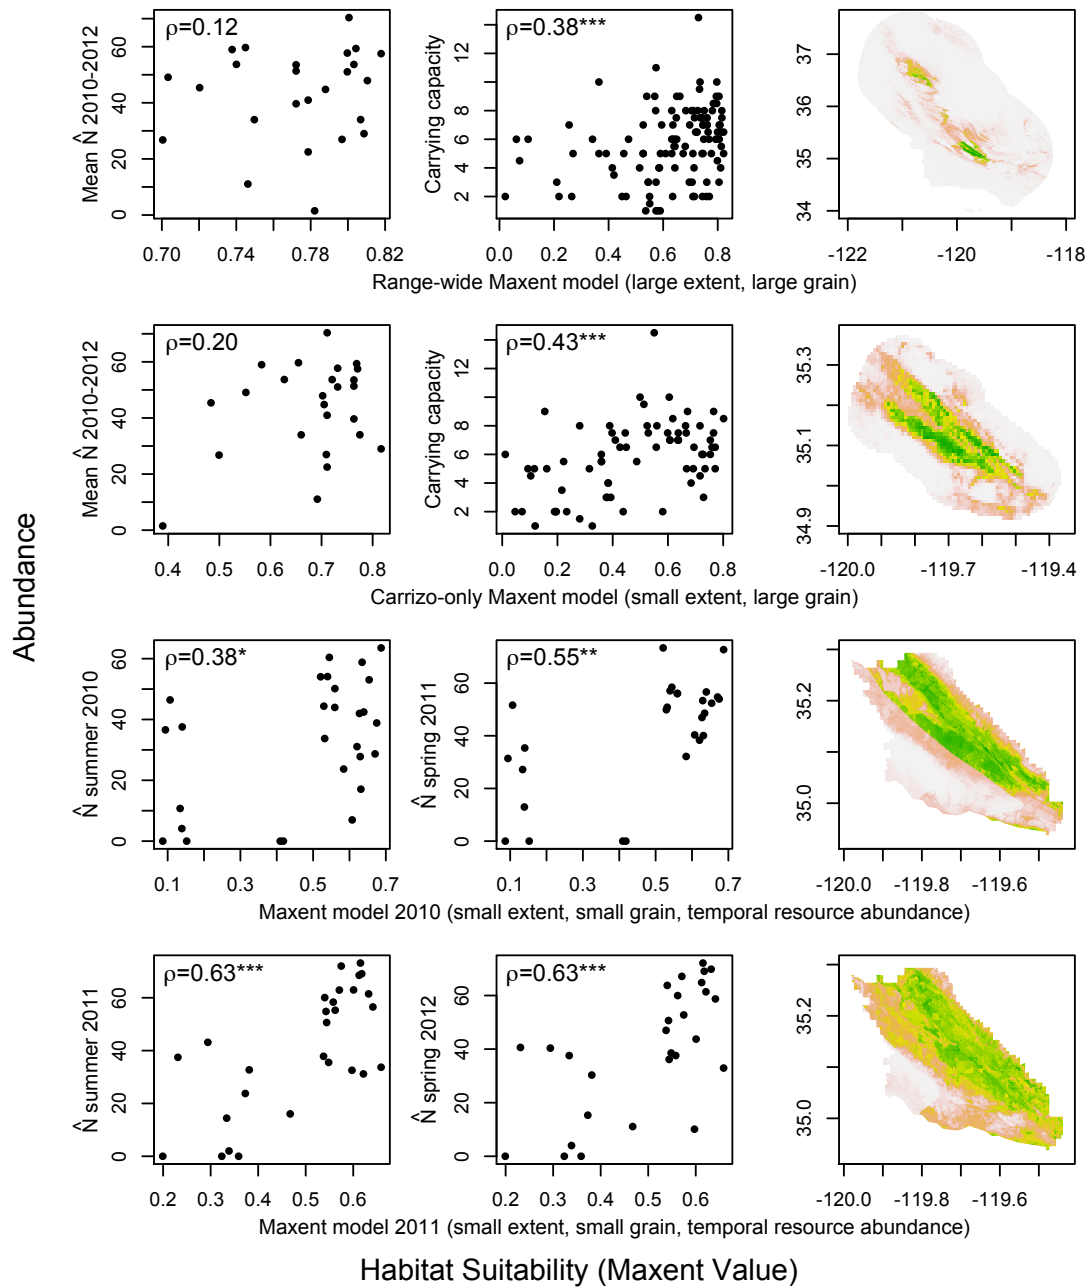 ρ=0.12
ρ=0.38***
Mean N̂ 2010-2012
0 20 40 60
0.70 0.74 0.78 0.82
Carrying capacity
2 6 8 12
0.0 0.2 0.4 0.6 0.8
34 35 36 37
-122 -120 -118
Range-wide Maxent model (large extent, large grain)
ρ=0.20
ρ=0.43***
Mean N̂ 2010-2012
0 20 40 60
0.4 0.5 0.6 0.7 0.8
Carrying capacity
2 6 8 12
0.0 0.2 0.4 0.6 0.8
34.9 35.1 35.3
-120.0 -119.7 -119.4
Carrizo-only Maxent model (small extent, large grain)
Abundance
ρ=0.38*
ρ=0.55**
N̂ summer 2010
0 20 40 60
0.1 0.3 0.5 0.7
N̂ spring 2011
0 20 40 60
0.1 0.3 0.5 0.7
35.0 35.2
-120.0 -119.8 -119.6
Maxent model 2010 (small extent, small grain, temporal resource abundance)
ρ=0.63***
ρ=0.63***
N̂ summer 2011
0 20 40 60
0.2 0.3 0.4 0.5 0.6
N̂ spring 2012
0 20 40 60
0.2 0.3 0.4 0.5 0.6
35.0 35.2
-120.0 -119.8 -119.6
Maxent model 2011 (small extent, small grain, temporal resource abundance)
Habitat Suitability (Maxent Value)